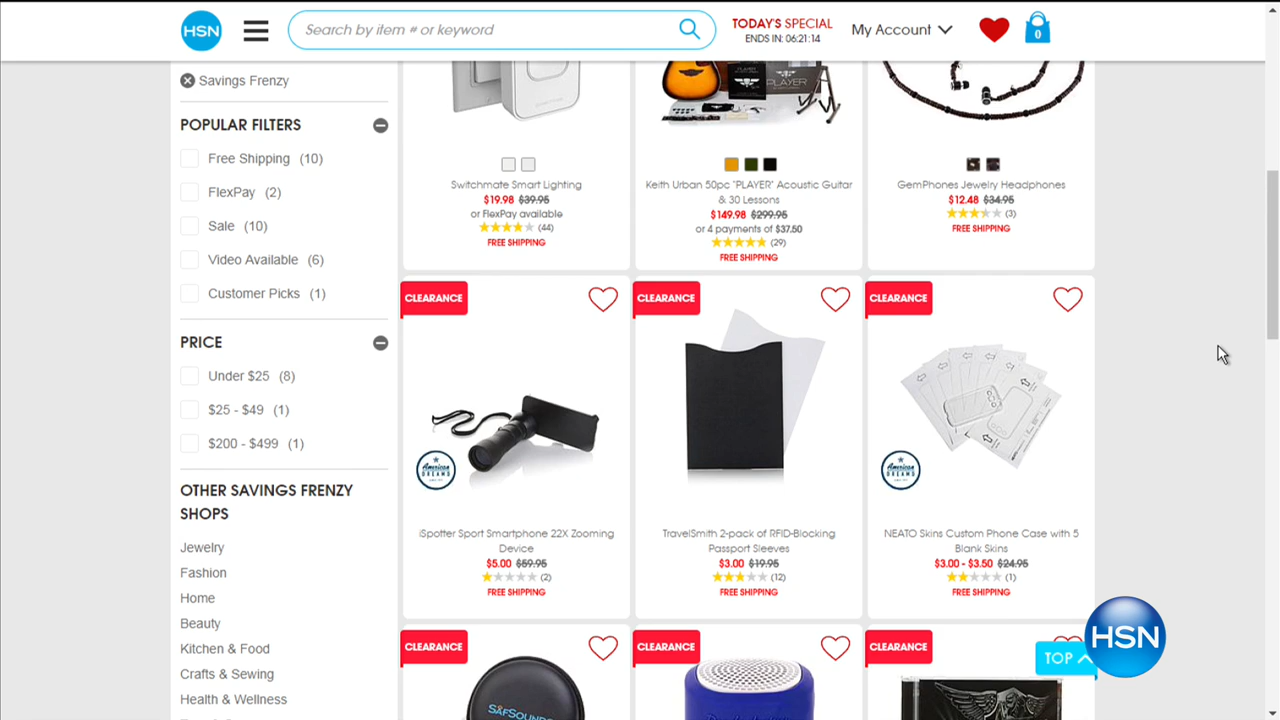 HSN
Search by item # or keyword
TODAY'S SPECIAL
ENDS IN: 06:21:14
My Account
0
Savings Frenzy
POPULAR FILTERS
Free Shipping (10)
FlexPay (2)
Sale (10)
Video Available (6)
Customer Picks (1)
PRICE
Under $25 (8)
$25 - $49 (1)
$200 - $499 (1)
OTHER SAVINGS FRENZY
SHOPS
Jewelry
Fashion
Home
Beauty
Kitchen & Food
Crafts & Sewing
Health & Wellness
PLAYER
Switchmate Smart Lighting
$19.98 $39.95
or FlexPay available
(44)
FREE SHIPPING
Keith Urban 50pc "PLAYER" Acoustic Guitar
& 30 Lessons
$149.98 $299.95
or 4 payments of $37.50
(29)
FREE SHIPPING
GemPhones Jewelry Headphones
$12.48 $34.95
(3)
FREE SHIPPING
CLEARANCE
American
DREAMS
iSpotter Sport Smartphone 22X Zooming
Device
$5.00 $59.95
(2)
FREE SHIPPING
CLEARANCE
TravelSmith 2-pack of RFID-Blocking
Passport Sleeves
$3.00 $19.95
(12)
FREE SHIPPING
CLEARANCE
American
DREAMS
NEATO Skins Custom Phone Case with 5
Blank Skins
$3.00 - $3.50 $24.95
(1)
FREE SHIPPING
CLEARANCE
SAFSOUNDS
CLEARANCE
CLEARANCE
TOP
HSN